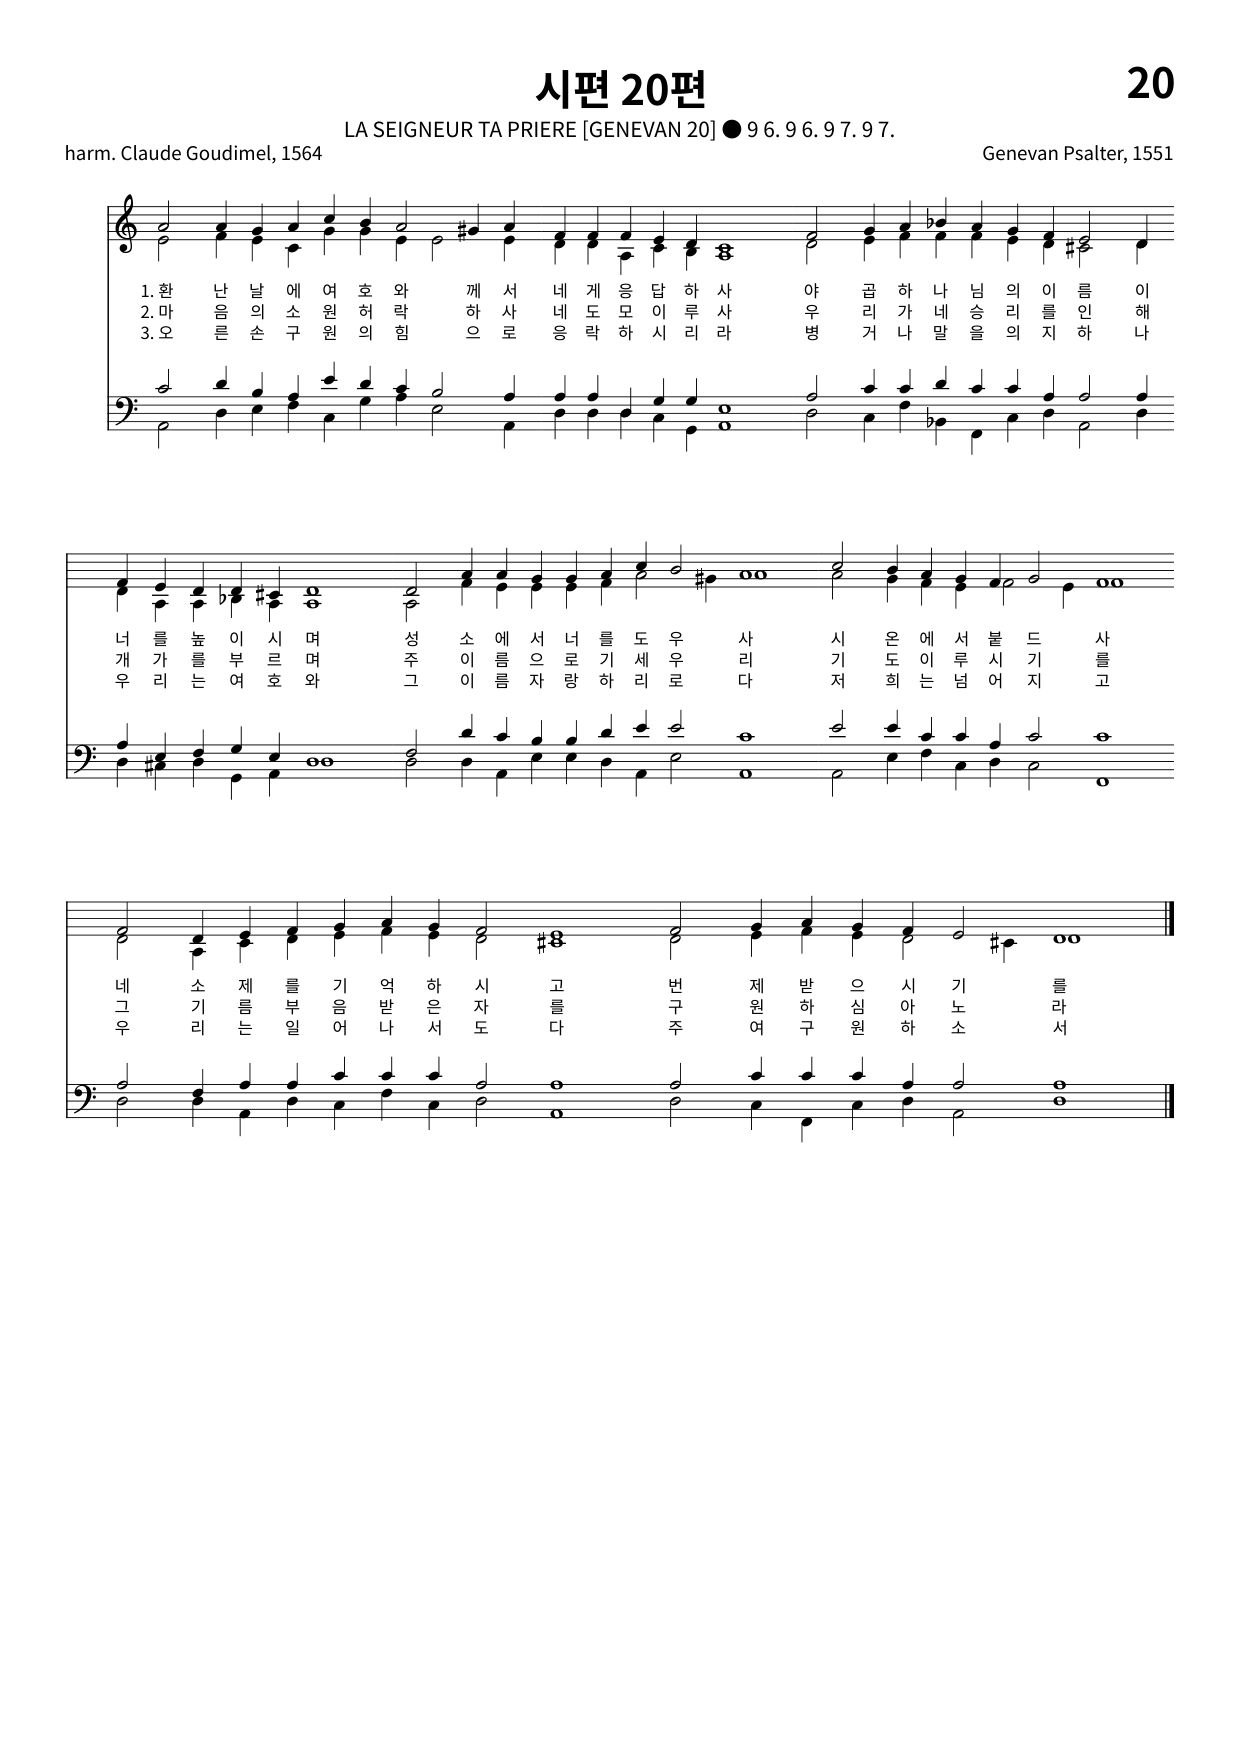 시편 20편
20
LA SEIGNEUR TA PRIERE [GENEVAN 20] ● 9 6. 9 6. 9 7. 9 7.
harm. Claude Goudimel, 1564
Genevan Psalter, 1551
1. 환 난 날 에 여 호 와 께 서 네 게 응 답 하 사 야 곱 하 나 님 의 이 름 이
2. 마 음 의 소 원 허 락 하 사 네 도 모 이 루 사 우 리 가 네 승 리 를 인 해
3. 오 른 손 구 원 의 힘 으 로 응 락 하 시 리 라 병 거 나 말 을 의 지 하 나
너 를 높 이 시 며 성 소 에 서 너 를 도 우 사 시 온 에 서 붙 드 사
개 가 를 부 르 며 주 이 름 으 로 기 세 우 리 기 도 이 루 시 기 를
우 리 는 여 호 와 그 이 름 자 랑 하 리 로 다 저 희 는 넘 어 지 고
네 소 제 를 기 억 하 시 고 번 제 받 으 시 기 를
그 기 름 부 음 받 은 자 를 구 원 하 심 아 노 라
우 리 는 일 어 나 서 도 다 주 여 구 원 하 소 서